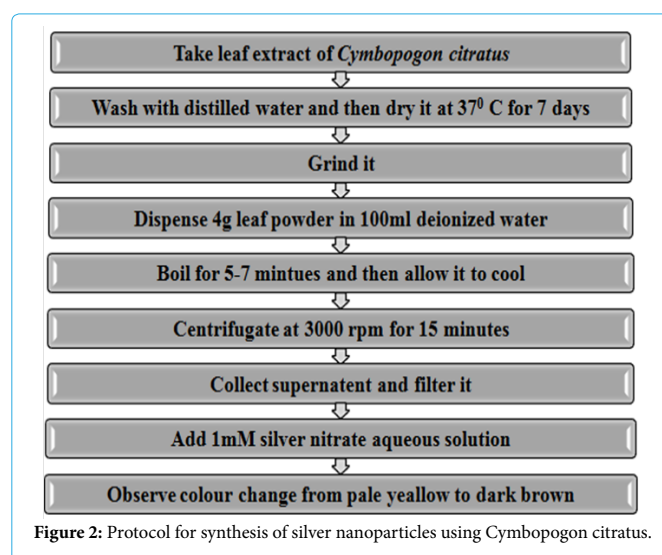 Take leaf extract of Cymbopogon citratus
Wash with distilled water and then dry it at 37⁰ C for 7 days
Grind it
Dispense 4g leaf powder in 100ml deionized water
Boil for 5-7 mintues and then allow it to cool
Centrifugate at 3000 rpm for 15 minutes
Collect supernatent and filter it
Add 1mM silver nitrate aqueous solution
Observe colour change from pale yeallow to dark brown
Figure 2: Protocol for synthesis of silver nanoparticles using Cymbopogon citratus.